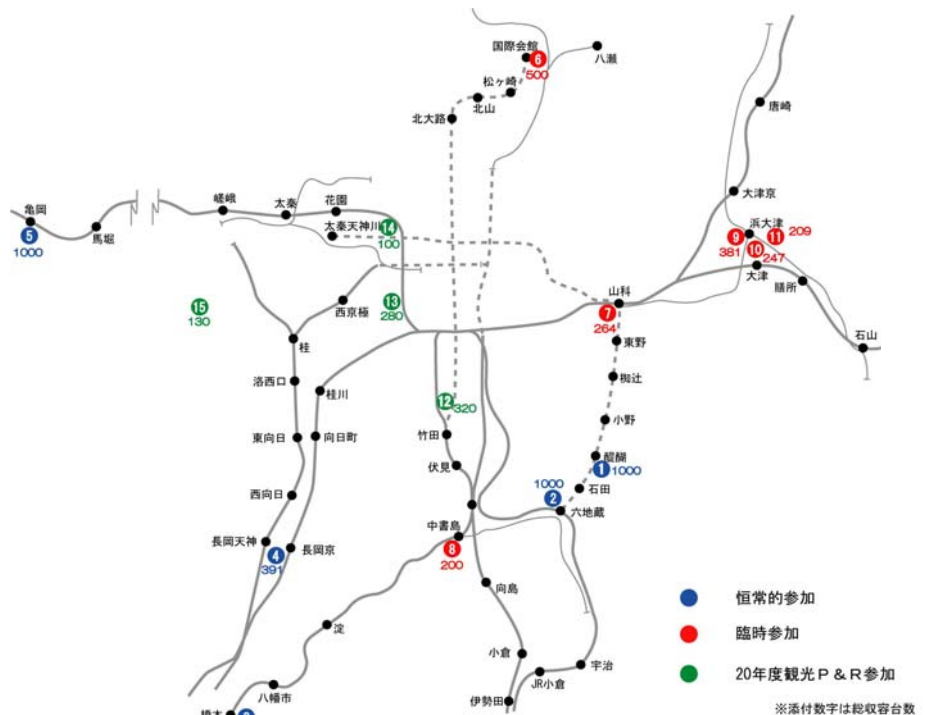 国際会館
6
500
八瀬
松ヶ崎
北山
北大路
唐崎
大津京
嵯峨
太秦
花園
太秦天神川
14
100
亀岡
5
1000
馬堀
浜大津
9
381
10
247
11
209
大津
膳所
石山
15
130
西京極
13
280
山科
7
264
東野
椥辻
小野
醍醐
1
1000
石田
1000
2
六地蔵
桂
洛西口
桂川
東向日
向日町
12
320
竹田
伏見
西向日
長岡天神
4
391
長岡京
中書島
8
200
向島
淀
小倉
JR小倉
宇治
伊勢田
八幡市
恒常的参加
臨時参加
20年度観光P&R参加
※添付数字は総収容台数